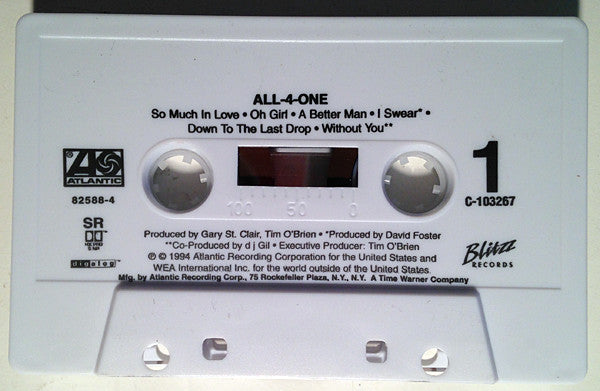 ALL-4-ONE
So Much In Love • Oh Girl • A Better Man • I Swear* •
Down To The Last Drop • Without You**
ATLANTIC
82588-4
SR
1
C-103267
100 50 0
Produced by Gary St. Clair, Tim O'Brien • *Produced by David Foster
**Co-Produced by d j Gil • Executive Producer: Tim O'Brien
℗ © 1994 Atlantic Recording Corporation for the United States and
WEA International Inc. for the world outside of the United States.
Mfg. by Atlantic Recording Corp., 75 Rockefeller Plaza, N.Y., N.Y. A Time Warner Company
HX PRO
B NR
digalog
Blitzz
RECORDS